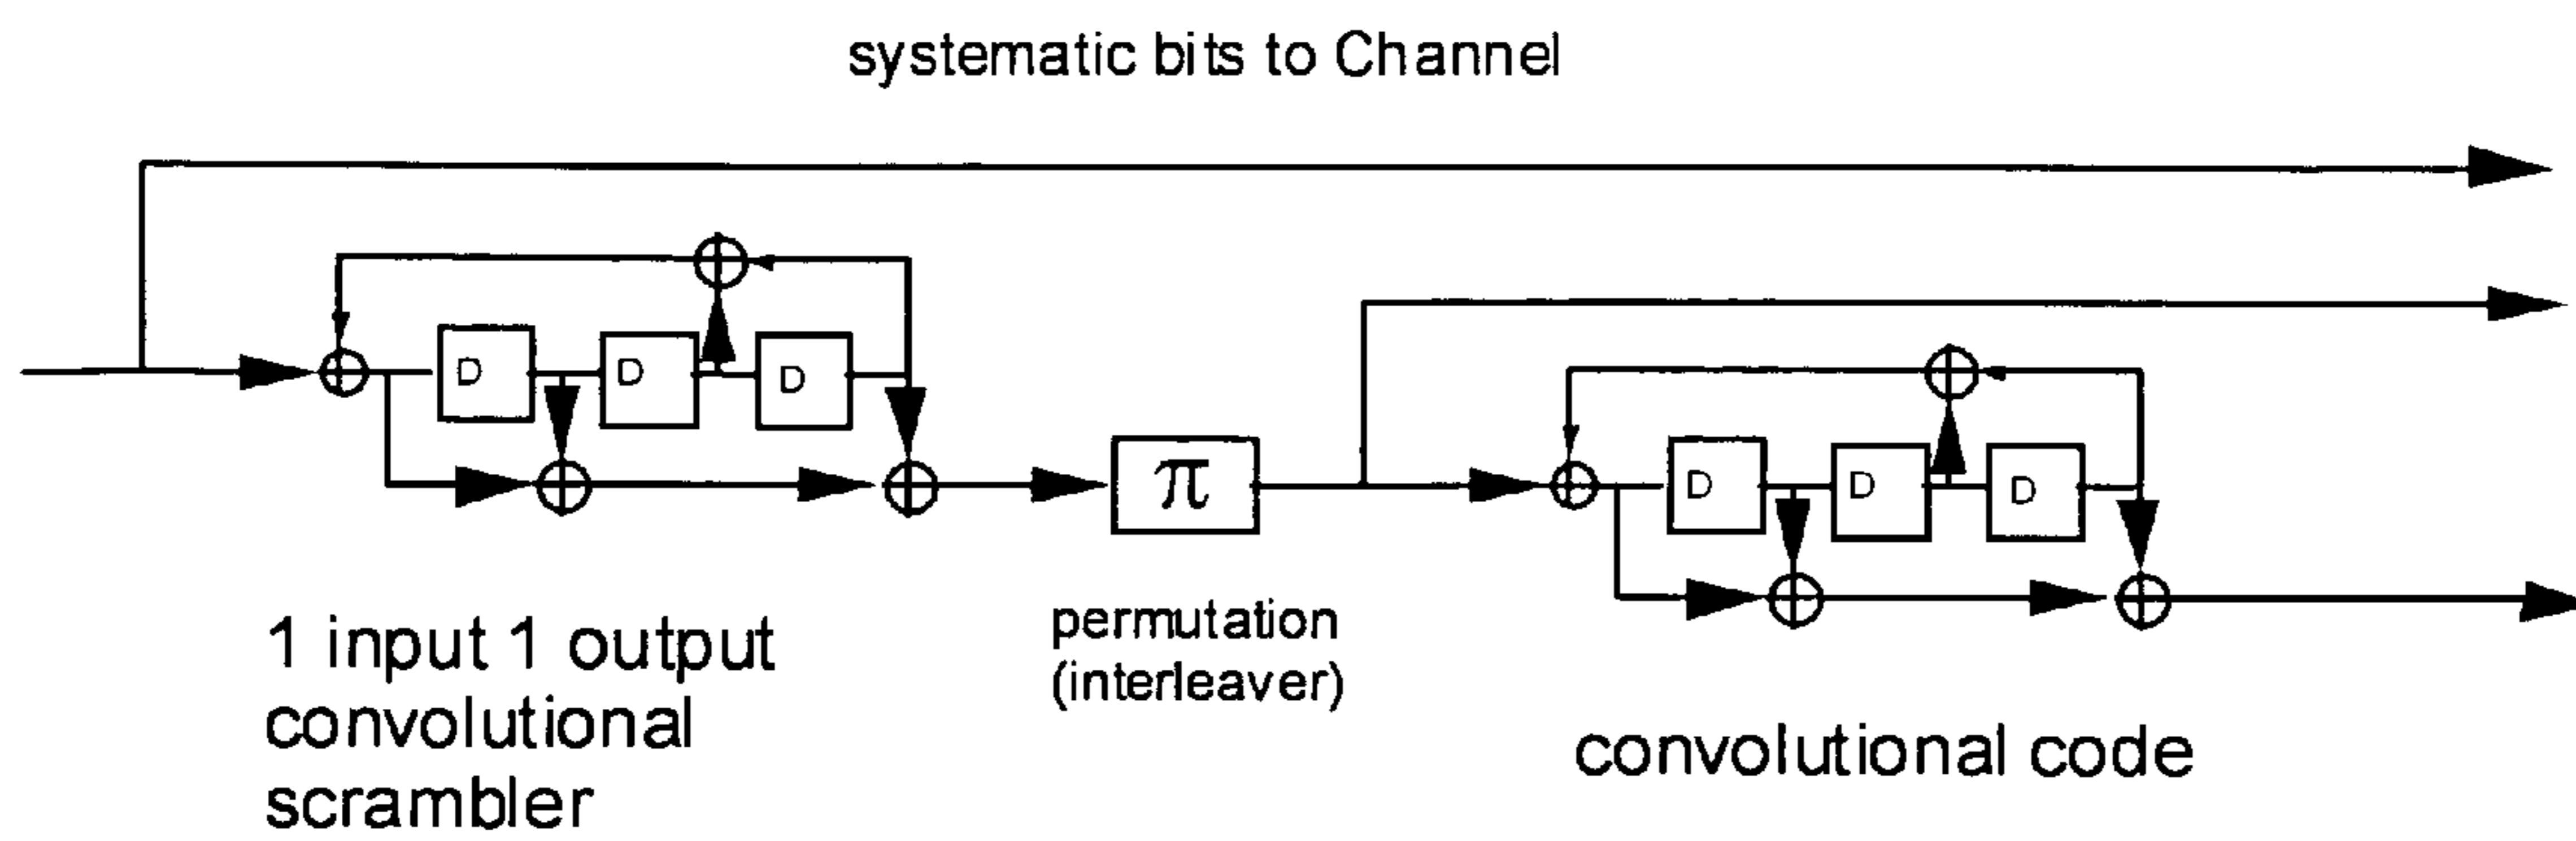 systematic bits to Channel
D D D
D D D
π
1 input 1 output
convolutional
scrambler
permutation
(interleaver)
convolutional code